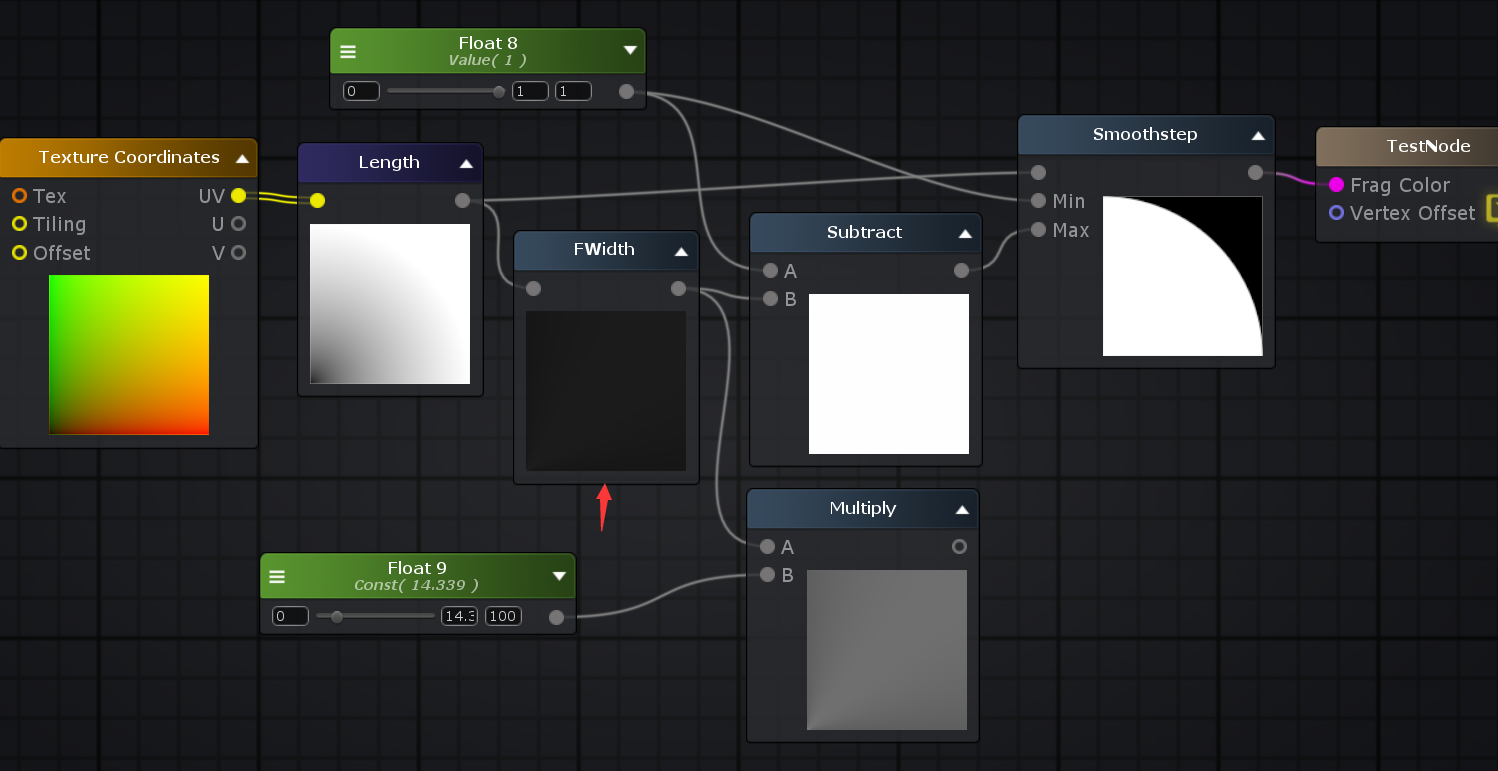 Float 8
Value( 1 )
0 1 1
Texture Coordinates
Tex UV
Tiling U
Offset V
Length
FWidth
Subtract
A
B
Smoothstep
Min
Max
TestNode
Frag Color
Vertex Offset
Float 9
Const( 14.339 )
0 14.3 100
Multiply
A
B